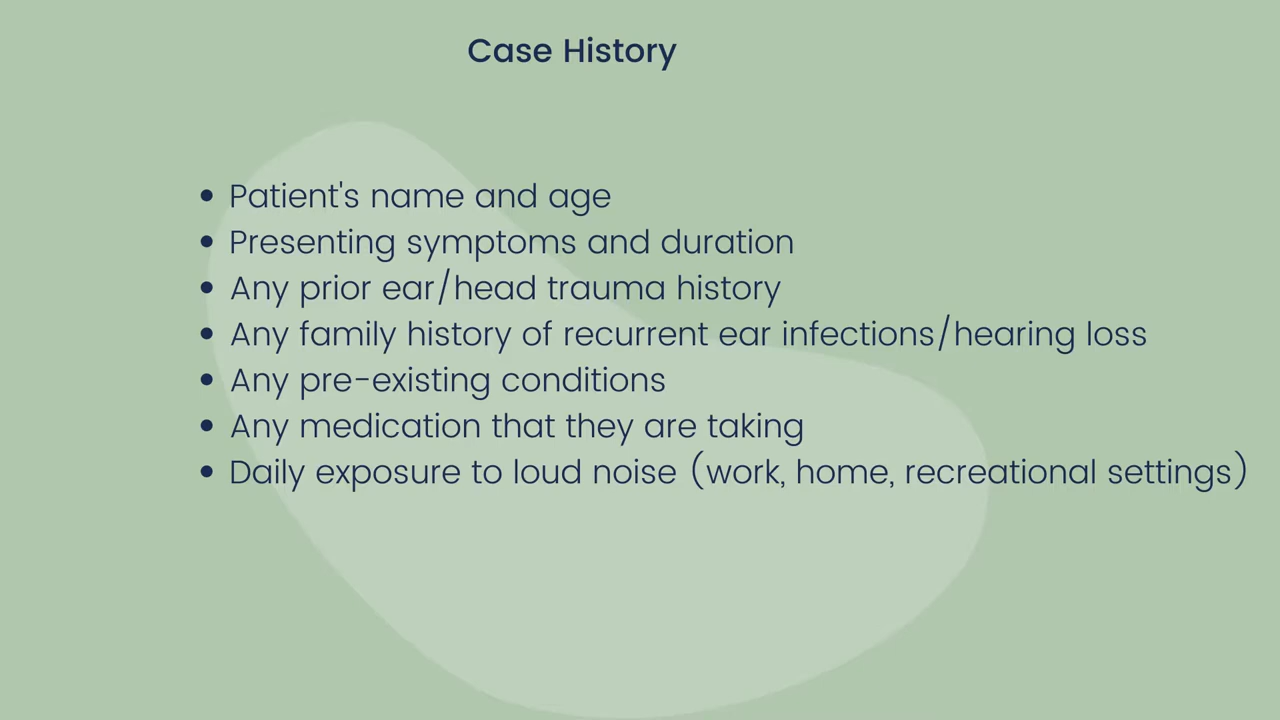 Case History
• Patient's name and age
• Presenting symptoms and duration
• Any prior ear/head trauma history
• Any family history of recurrent ear infections/hearing loss
• Any pre-existing conditions
• Any medication that they are taking
• Daily exposure to loud noise (work, home, recreational settings)